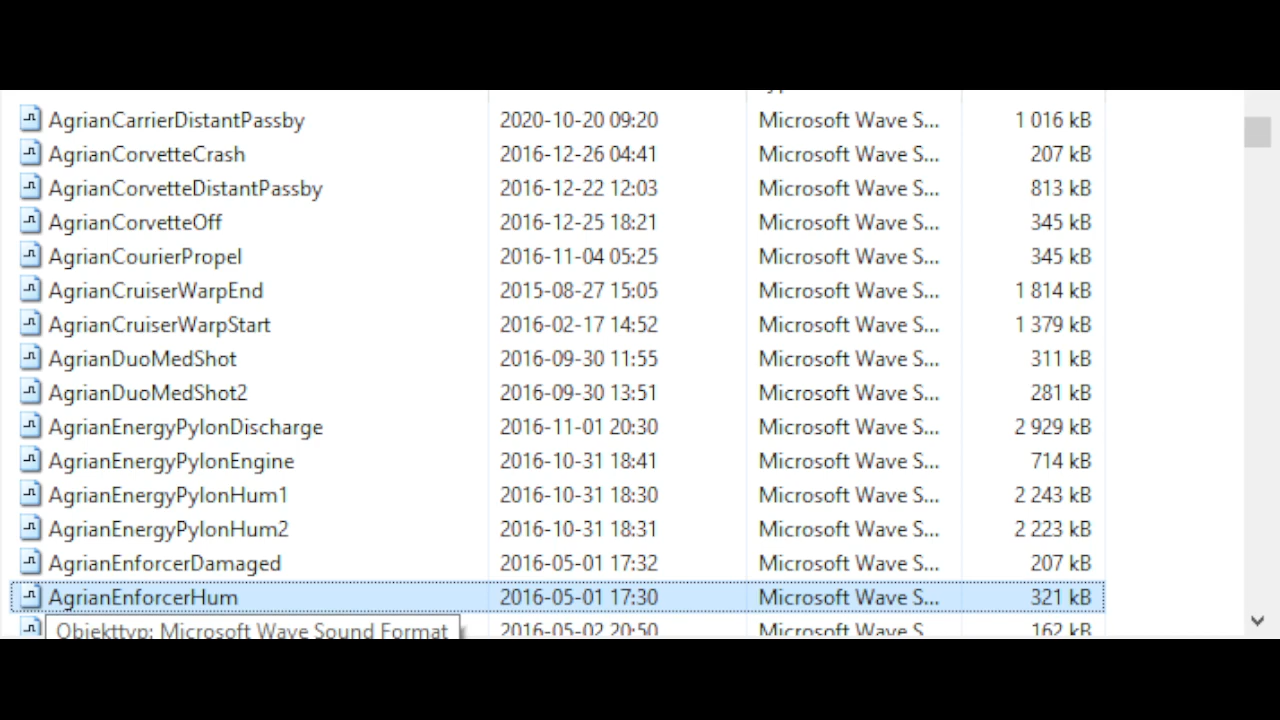 AgrianCarrierDistantPassby 2020-10-20 09:20 Microsoft Wave S... 1 016 kB
AgrianCorvetteCrash 2016-12-26 04:41 Microsoft Wave S... 207 kB
AgrianCorvetteDistantPassby 2016-12-22 12:03 Microsoft Wave S... 813 kB
AgrianCorvetteOff 2016-12-25 18:21 Microsoft Wave S... 345 kB
AgrianCourierPropel 2016-11-04 05:25 Microsoft Wave S... 345 kB
AgrianCruiserWarpEnd 2015-08-27 15:05 Microsoft Wave S... 1 814 kB
AgrianCruiserWarpStart 2016-02-17 14:52 Microsoft Wave S... 1 379 kB
AgrianDuoMedShot 2016-09-30 11:55 Microsoft Wave S... 311 kB
AgrianDuoMedShot2 2016-09-30 13:51 Microsoft Wave S... 281 kB
AgrianEnergyPylonDischarge 2016-11-01 20:30 Microsoft Wave S... 2 929 kB
AgrianEnergyPylonEngine 2016-10-31 18:41 Microsoft Wave S... 714 kB
AgrianEnergyPylonHum1 2016-10-31 18:30 Microsoft Wave S... 2 243 kB
AgrianEnergyPylonHum2 2016-10-31 18:31 Microsoft Wave S... 2 223 kB
AgrianEnforcerDamaged 2016-05-01 17:32 Microsoft Wave S... 207 kB
AgrianEnforcerHum 2016-05-01 17:30 Microsoft Wave S... 321 kB
Objekttyp: Microsoft Wave Sound Format 2016-05-02 20:50 Microsoft Wave S... 162 kB